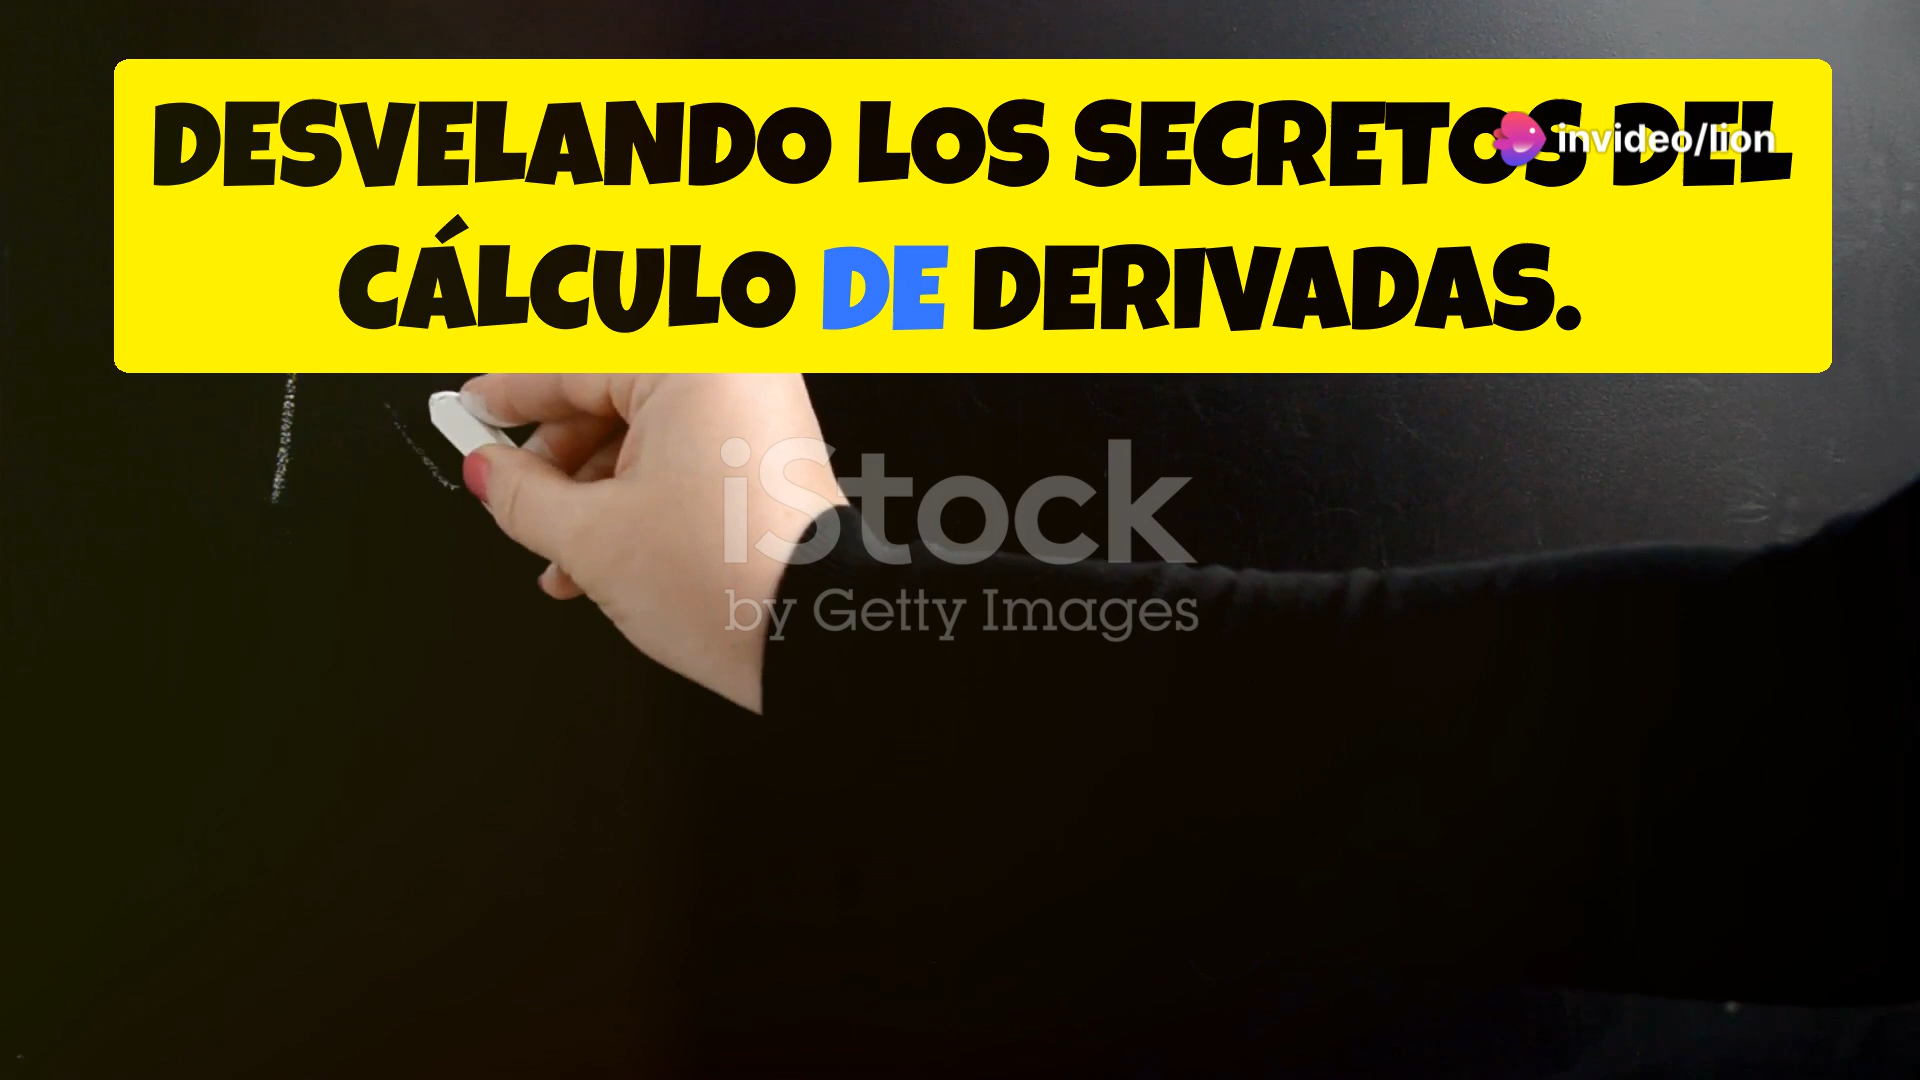 DESVELANDO LOS SECRETOS DEL
invideo/lion
CÁLCULO DE DERIVADAS.
iStock
by Getty Images